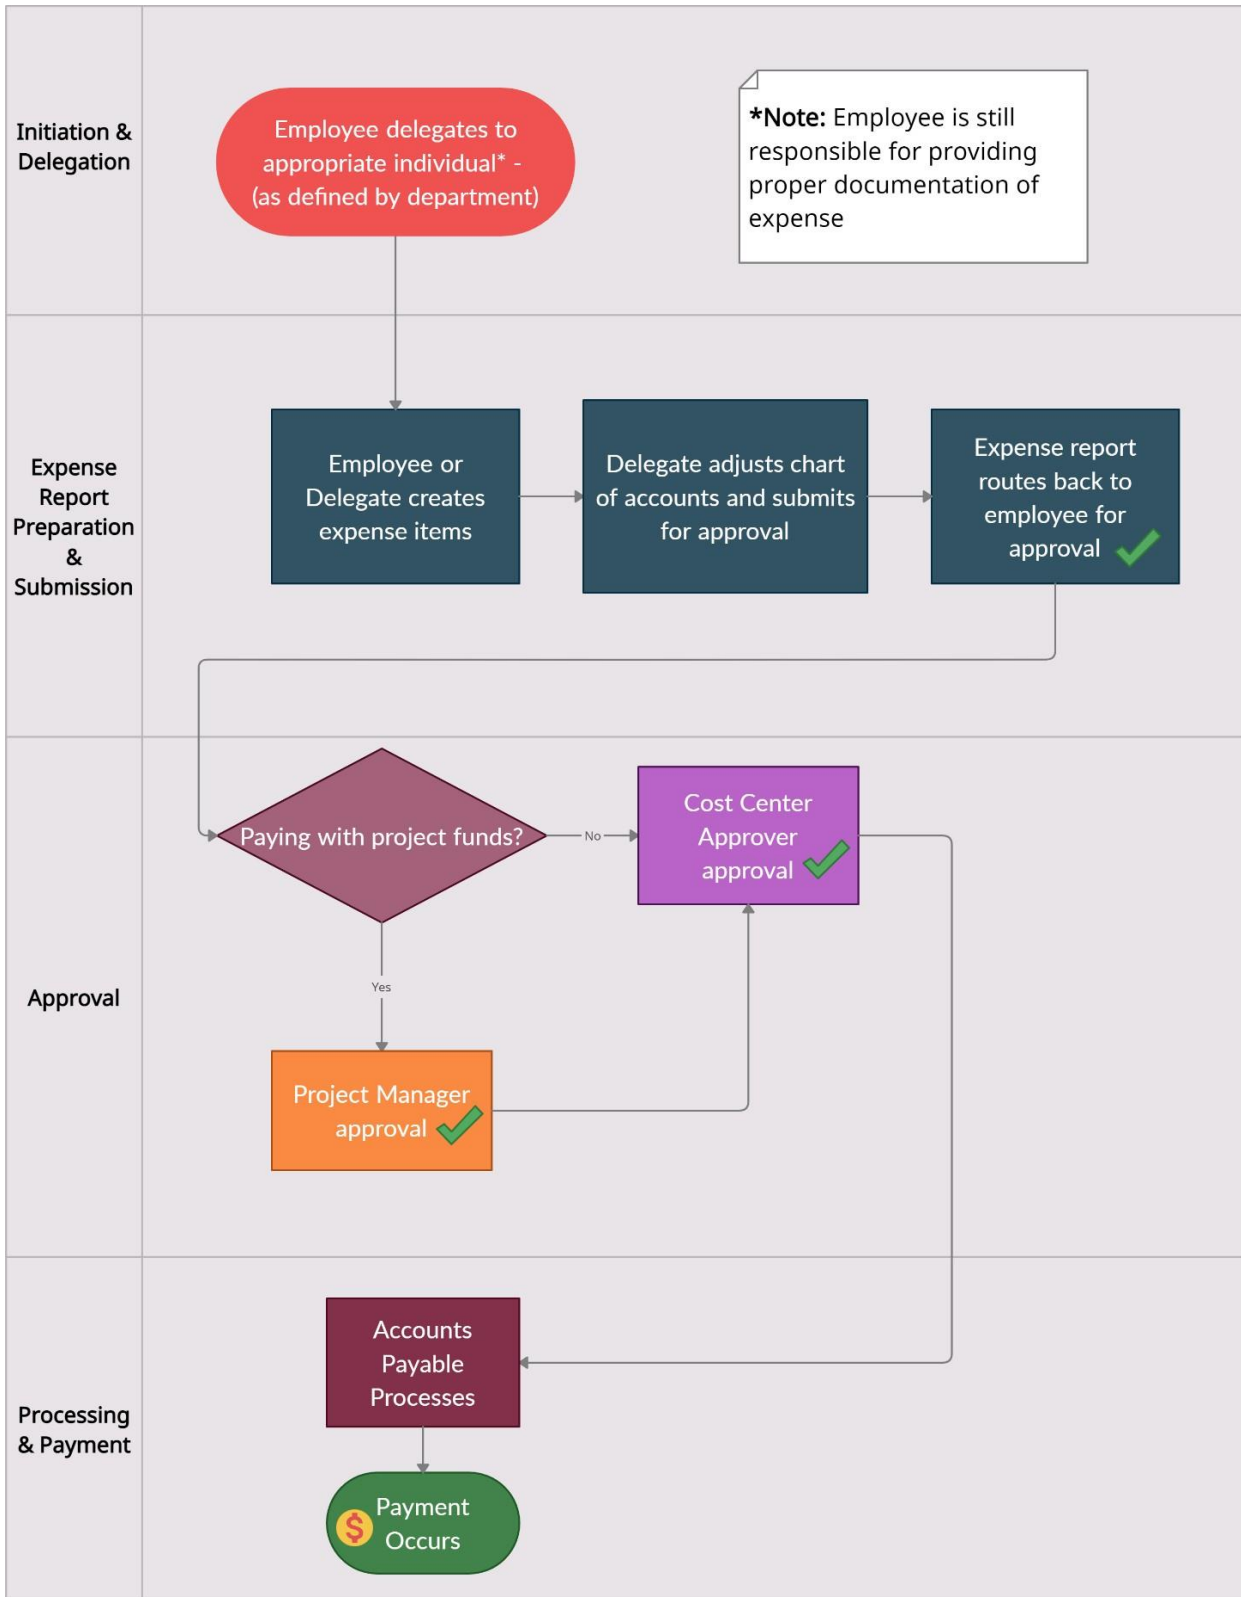 Initiation &
Delegation
Employee delegates to
appropriate individual* -
(as defined by department)
*Note: Employee is still
responsible for providing
proper documentation of
expense
Expense
Report
Preparation
&
Submission
Employee or
Delegate creates
expense items
Delegate adjusts chart
of accounts and submits
for approval
Expense report
routes back to
employee for
approval
Approval
Paying with project funds?
No
Cost Center
Approver
approval
Yes
Project Manager
approval
Processing
& Payment
Accounts
Payable
Processes
$
Payment
Occurs